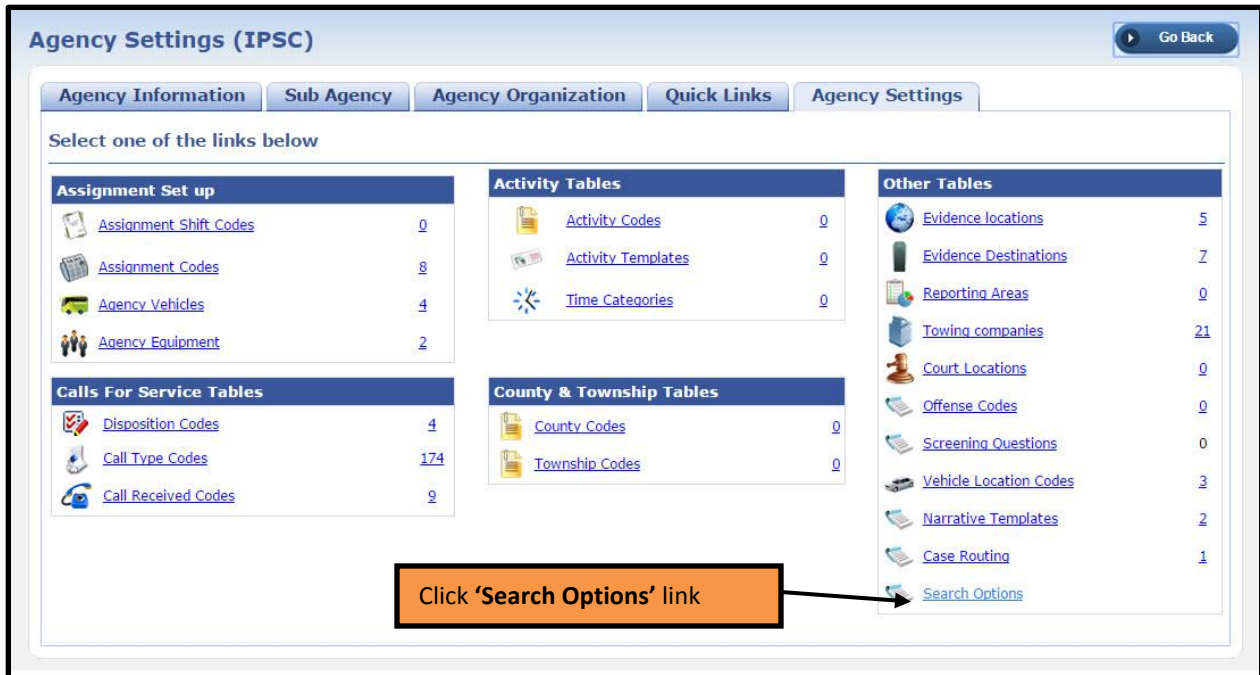 Agency Settings (IPSC)
Go Back
Agency Information Sub Agency Agency Organization Quick Links Agency Settings
Select one of the links below
Assignment Set up
Assignment Shift Codes 0
Assignment Codes 8
Agency Vehicles 4
Agency Equipment 2
Calls For Service Tables
Disposition Codes 4
Call Type Codes 174
Call Received Codes 9
Activity Tables
Activity Codes 0
Activity Templates 0
Time Categories 0
County & Township Tables
County Codes 0
Township Codes 0
Other Tables
Evidence locations 5
Evidence Destinations 7
Reporting Areas 0
Towing companies 21
Court Locations 0
Offense Codes 0
Screening Questions 0
Vehicle Location Codes 3
Narrative Templates 2
Case Routing 1
Search Options
Click ‘Search Options’ link